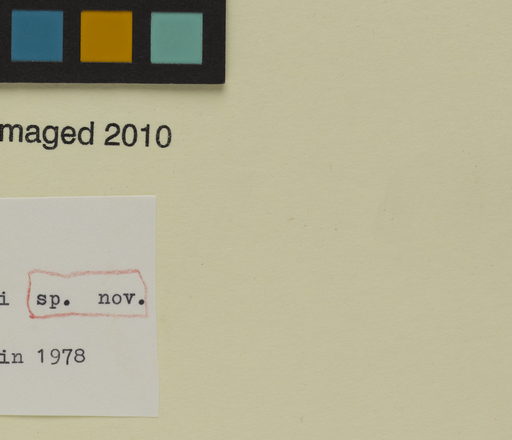 maged 2010
i sp. nov.
in 1978